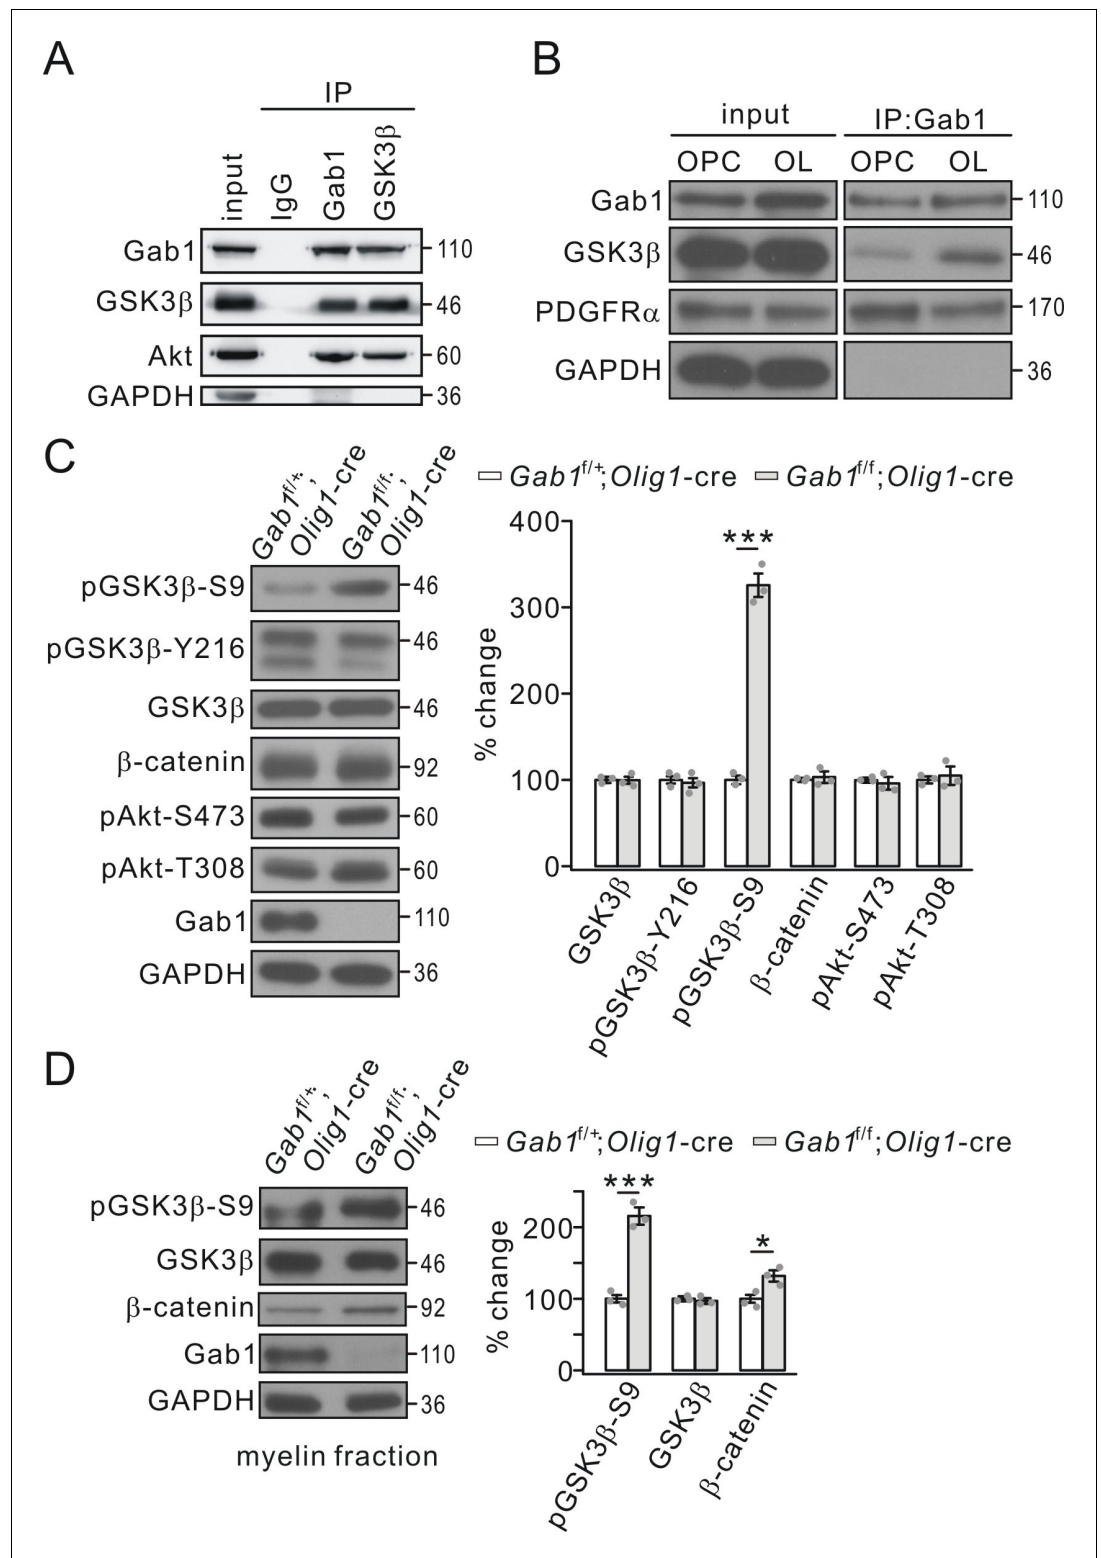 A
IP
input
IgG
Gab1
GSK3β
Gab1
110
GSK3β
46
Akt
60
GAPDH
36
B
input
IP:Gab1
OPC OL OPC OL
Gab1
110
GSK3β
46
PDGFRα
170
GAPDH
36
C
Gab1f/+;
Olig1-cre
Gab1f/f;
Olig1-cre
pGSK3β-S9
46
pGSK3β-Y216
46
GSK3β
46
β-catenin
92
pAkt-S473
60
pAkt-T308
60
Gab1
110
GAPDH
36
Gab1f/+;Olig1-cre Gab1f/f;Olig1-cre
% change
400
300
200
100
0
***
GSK3β
pGSK3β-Y216
pGSK3β-S9
β-catenin
pAkt-S473
pAkt-T308
D
Gab1f/+;
Olig1-cre
Gab1f/f;
Olig1-cre
pGSK3β-S9
46
GSK3β
46
β-catenin
92
Gab1
110
GAPDH
36
myelin fraction
Gab1f/+;Olig1-cre Gab1f/f;Olig1-cre
% change
200
100
0
***
*
pGSK3β-S9
GSK3β
β-catenin